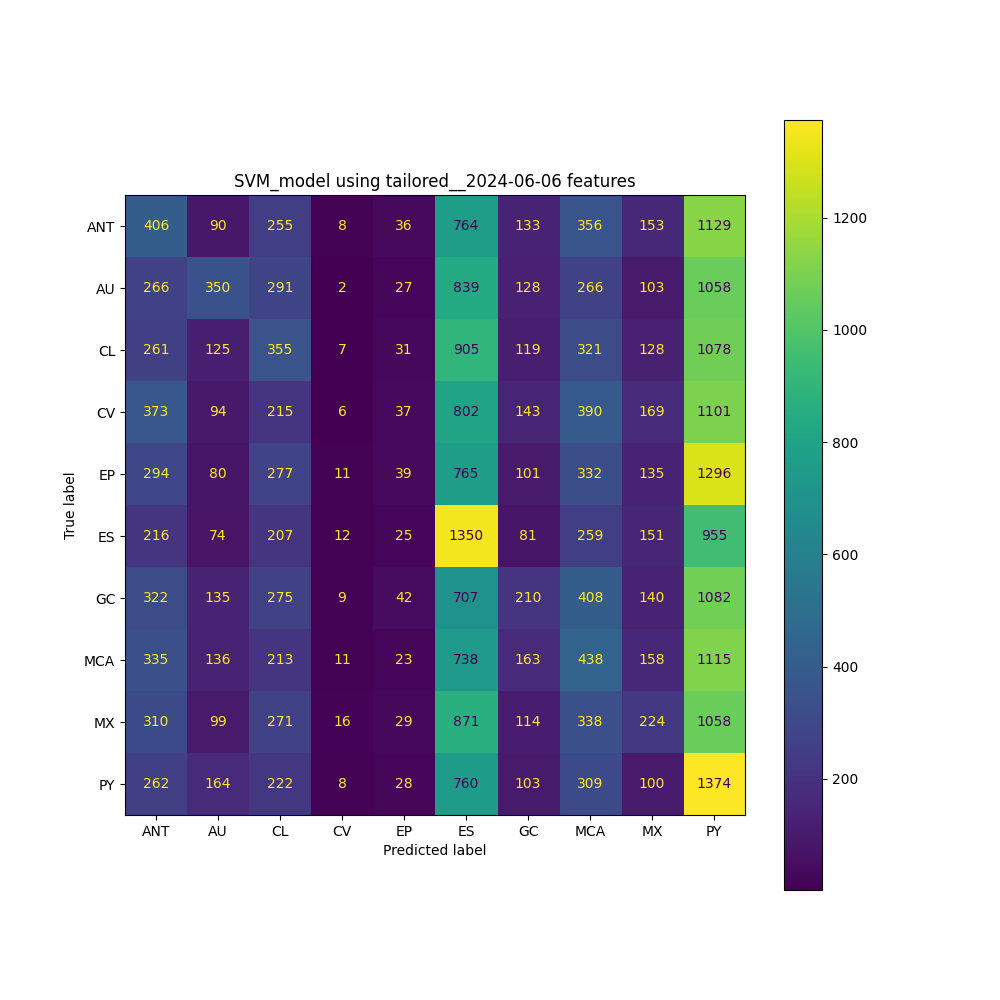 SVM_model using tailored__2024-06-06 features
ANT 406 90 255 8 36 764 133 356 153 1129
AU 266 350 291 2 27 839 128 266 103 1058
CL 261 125 355 7 31 905 119 321 128 1078
CV 373 94 215 6 37 802 143 390 169 1101
EP 294 80 277 11 39 765 101 332 135 1296
ES 216 74 207 12 25 1350 81 259 151 955
GC 322 135 275 9 42 707 210 408 140 1082
MCA 335 136 213 11 23 738 163 438 158 1115
MX 310 99 271 16 29 871 114 338 224 1058
PY 262 164 222 8 28 760 103 309 100 1374
ANT AU CL CV EP ES GC MCA MX PY
Predicted label
True label
1200
1000
800
600
400
200